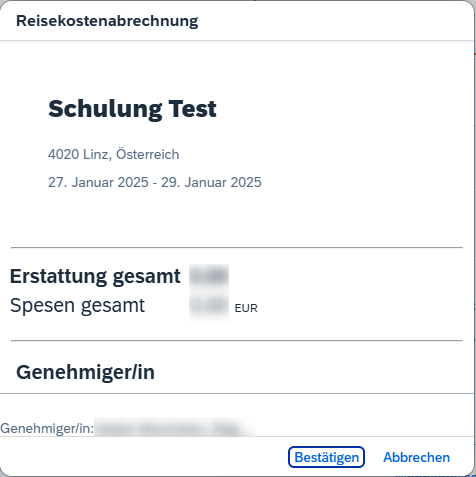 Reisekostenabrechnung
Schulung Test
4020 Linz, Österreich
27. Januar 2025 - 29. Januar 2025
Erstattung gesamt
Spesen gesamt EUR
Genehmiger/in
Genehmiger/in:
Bestätigen Abbrechen